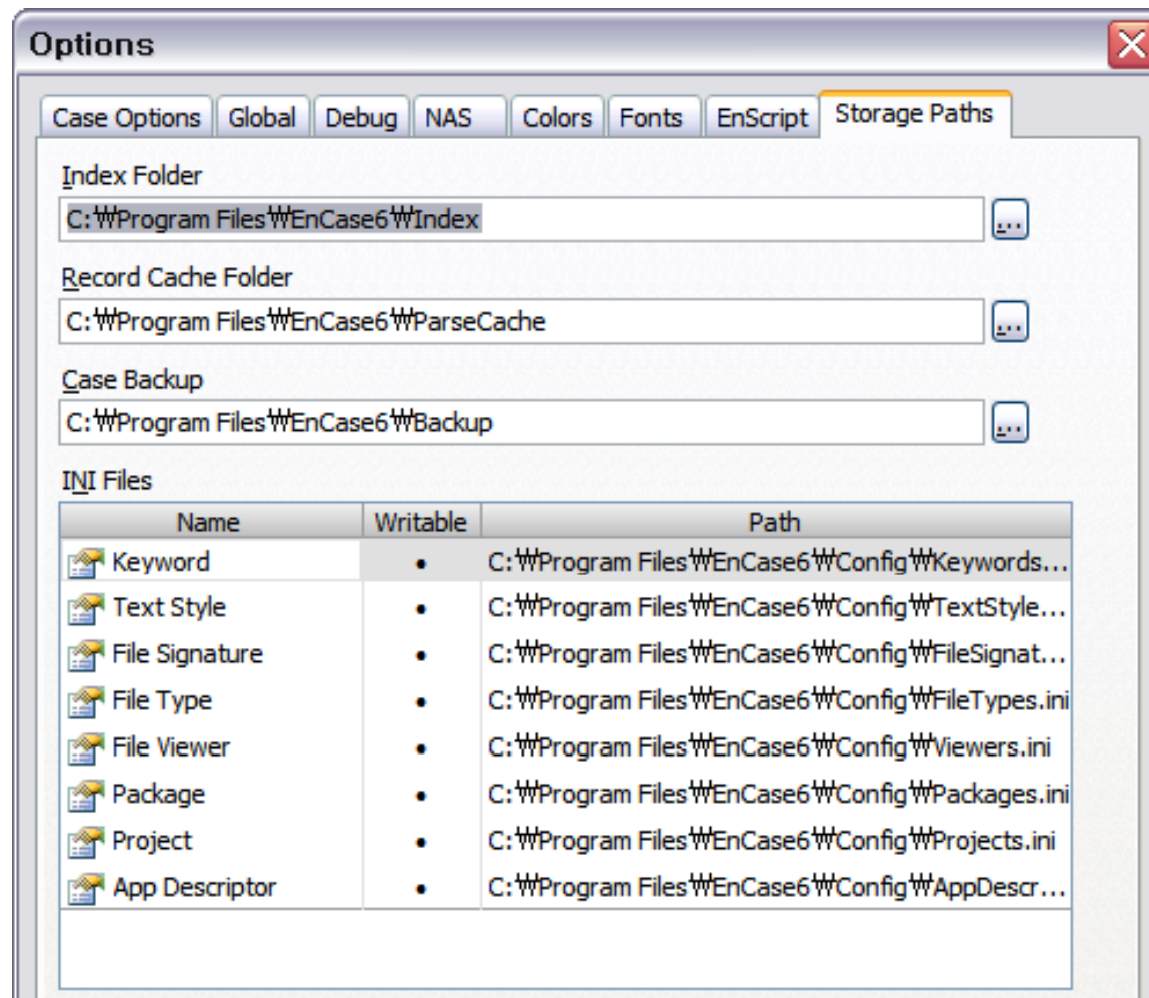 Options
Case Options Global Debug NAS Colors Fonts EnScript Storage Paths
Index Folder
C:₩Program Files₩EnCase6₩Index
...
Record Cache Folder
C:₩Program Files₩EnCase6₩ParseCache
...
Case Backup
C:₩Program Files₩EnCase6₩Backup
...
INI Files
Name Writable Path
Keyword • C:₩Program Files₩EnCase6₩Config₩Keywords...
Text Style • C:₩Program Files₩EnCase6₩Config₩TextStyle...
File Signature • C:₩Program Files₩EnCase6₩Config₩FileSignat...
File Type • C:₩Program Files₩EnCase6₩Config₩FileTypes.ini
File Viewer • C:₩Program Files₩EnCase6₩Config₩Viewers.ini
Package • C:₩Program Files₩EnCase6₩Config₩Packages.ini
Project • C:₩Program Files₩EnCase6₩Config₩Projects.ini
App Descriptor • C:₩Program Files₩EnCase6₩Config₩AppDescr...